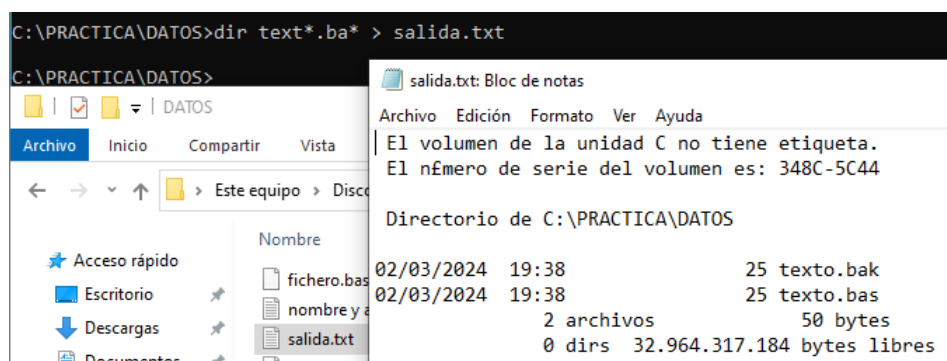 C:\PRACTICA\DATOS>dir text*.ba* > salida.txt
C:\PRACTICA\DATOS>
DATOS
Archivo Inicio Compartir Vista
Este equipo > Disco
Nombre
Acceso rápido
Escritorio
Descargas
Documentos
fichero.bas
nombre y a
salida.txt
salida.txt: Bloc de notas
Archivo Edición Formato Ver Ayuda
El volumen de la unidad C no tiene etiqueta.
El n£mero de serie del volumen es: 348C-5C44
Directorio de C:\PRACTICA\DATOS
02/03/2024 19:38 25 texto.bak
02/03/2024 19:38 25 texto.bas
2 archivos 50 bytes
0 dirs 32.964.317.184 bytes libres